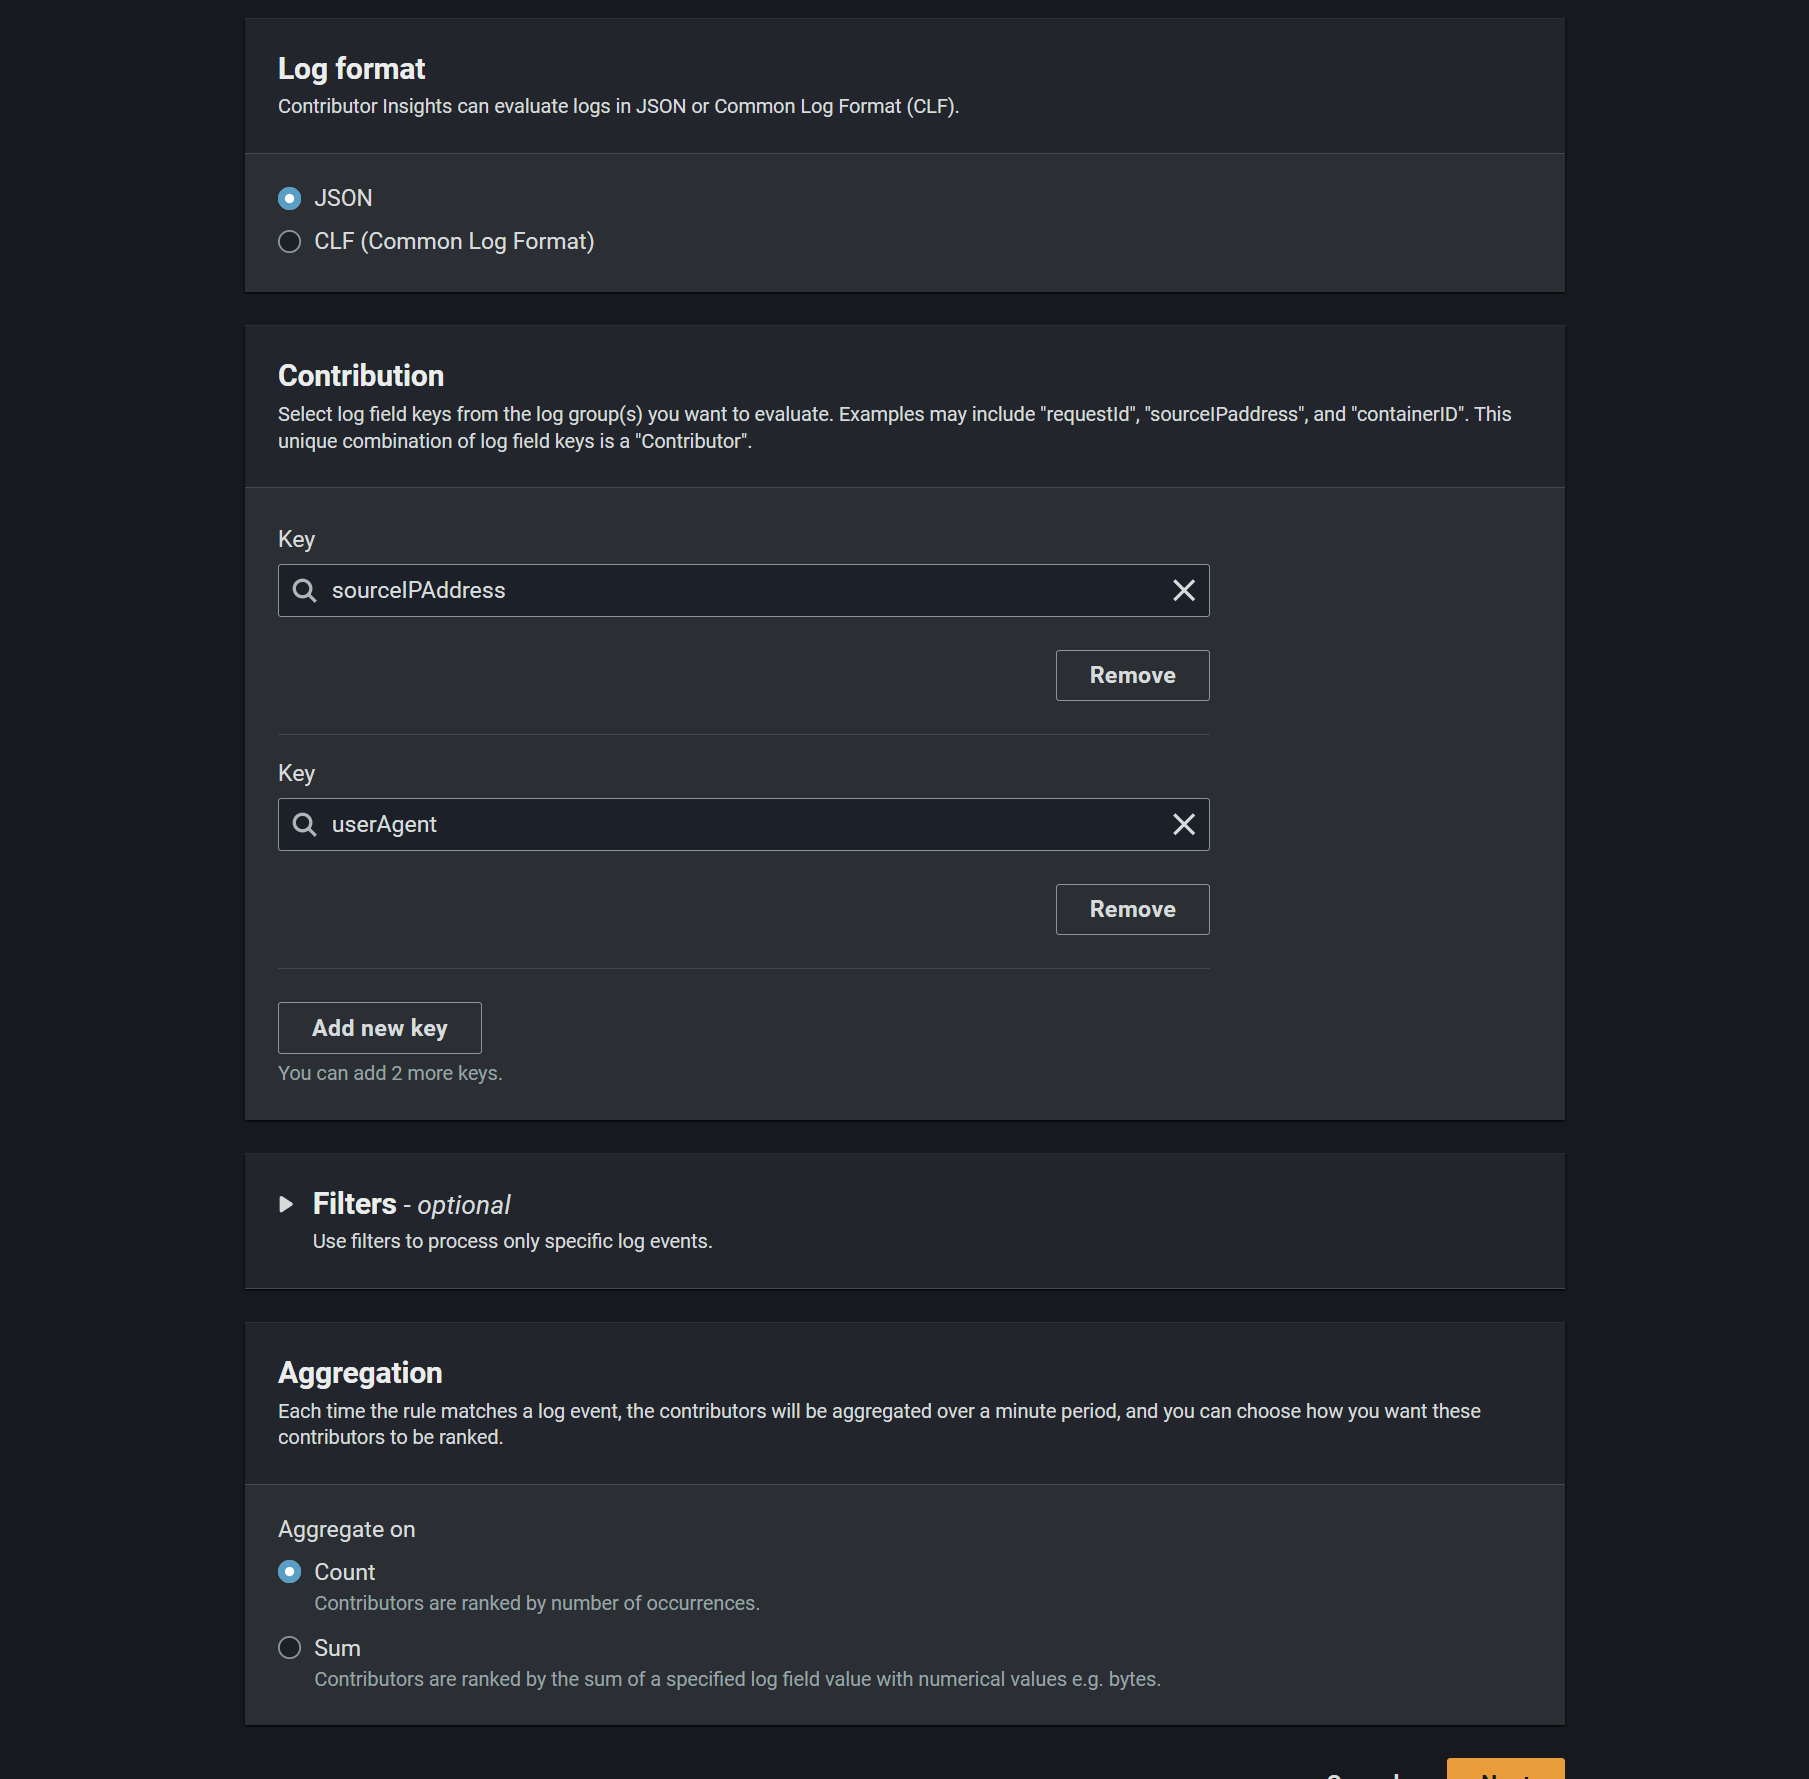 Log format
Contributor Insights can evaluate logs in JSON or Common Log Format (CLF).
JSON
CLF (Common Log Format)
Contribution
Select log field keys from the log group(s) you want to evaluate. Examples may include "requestId", "sourceIPaddress", and "containerID". This
unique combination of log field keys is a "Contributor".
Key
sourceIPAddress
Remove
Key
userAgent
Remove
Add new key
You can add 2 more keys.
Filters - optional
Use filters to process only specific log events.
Aggregation
Each time the rule matches a log event, the contributors will be aggregated over a minute period, and you can choose how you want these
contributors to be ranked.
Aggregate on
Count
Contributors are ranked by number of occurrences.
Sum
Contributors are ranked by the sum of a specified log field value with numerical values e.g. bytes.